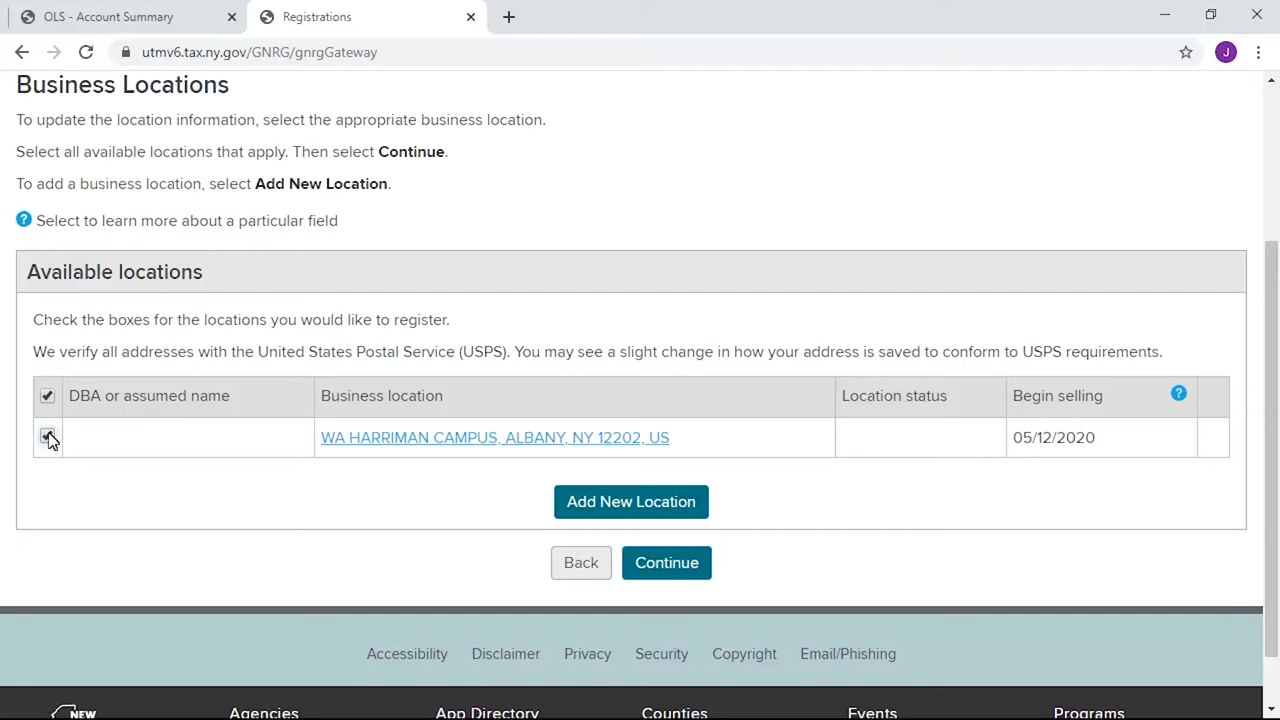 OLS - Account Summary
Registrations
utmv6.tax.ny.gov/GNRG/gnrgGateway
J
Business Locations
To update the location information, select the appropriate business location.
Select all available locations that apply. Then select Continue.
To add a business location, select Add New Location.
? Select to learn more about a particular field
Available locations
Check the boxes for the locations you would like to register.
We verify all addresses with the United States Postal Service (USPS). You may see a slight change in how your address is saved to conform to USPS requirements.
DBA or assumed name Business location Location status Begin selling ?
WA HARRIMAN CAMPUS, ALBANY, NY 12202, US 05/12/2020
Add New Location
Back Continue
Accessibility Disclaimer Privacy Security Copyright Email/Phishing
NEW Agencies App Directory Counties Events Programs